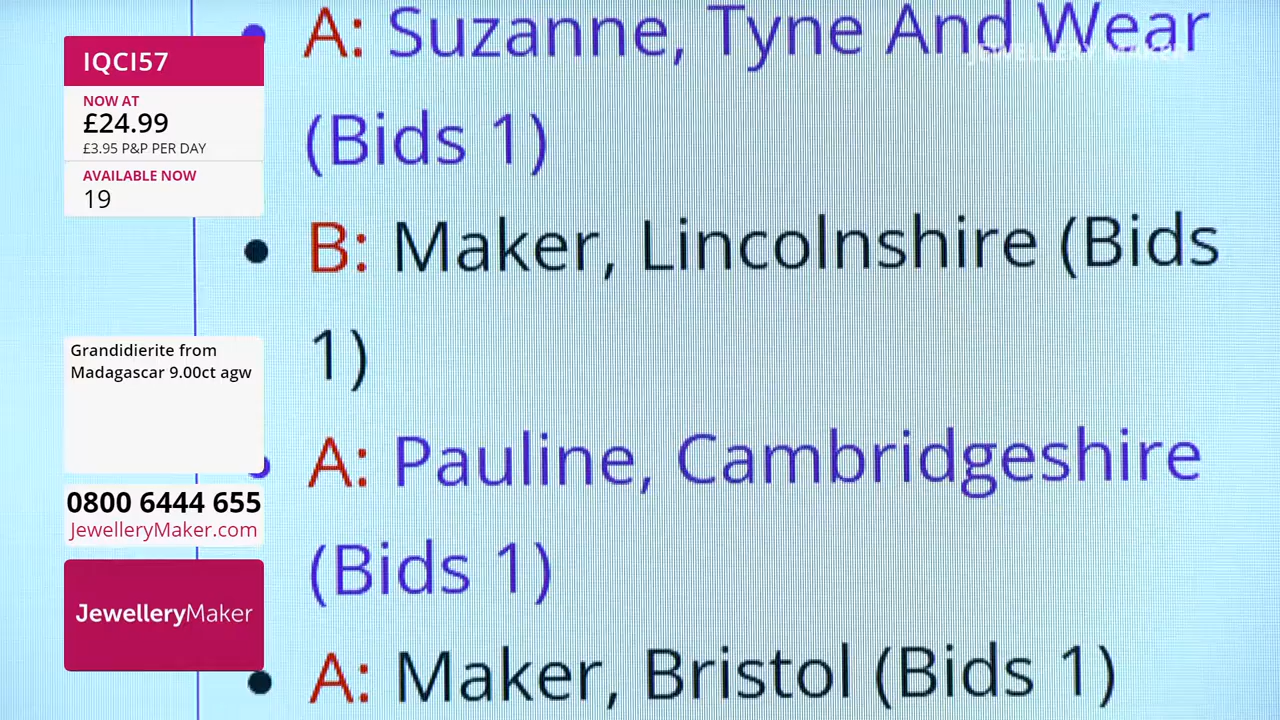 IQCI57
NOW AT
£24.99
£3.95 P&P PER DAY
AVAILABLE NOW
19
Grandidierite from
Madagascar 9.00ct agw
0800 6444 655
JewelleryMaker.com
JewelleryMaker
JEWELLERY MAKER
A: Suzanne, Tyne And Wear
(Bids 1)
B: Maker, Lincolnshire (Bids
1)
A: Pauline, Cambridgeshire
(Bids 1)
A: Maker, Bristol (Bids 1)